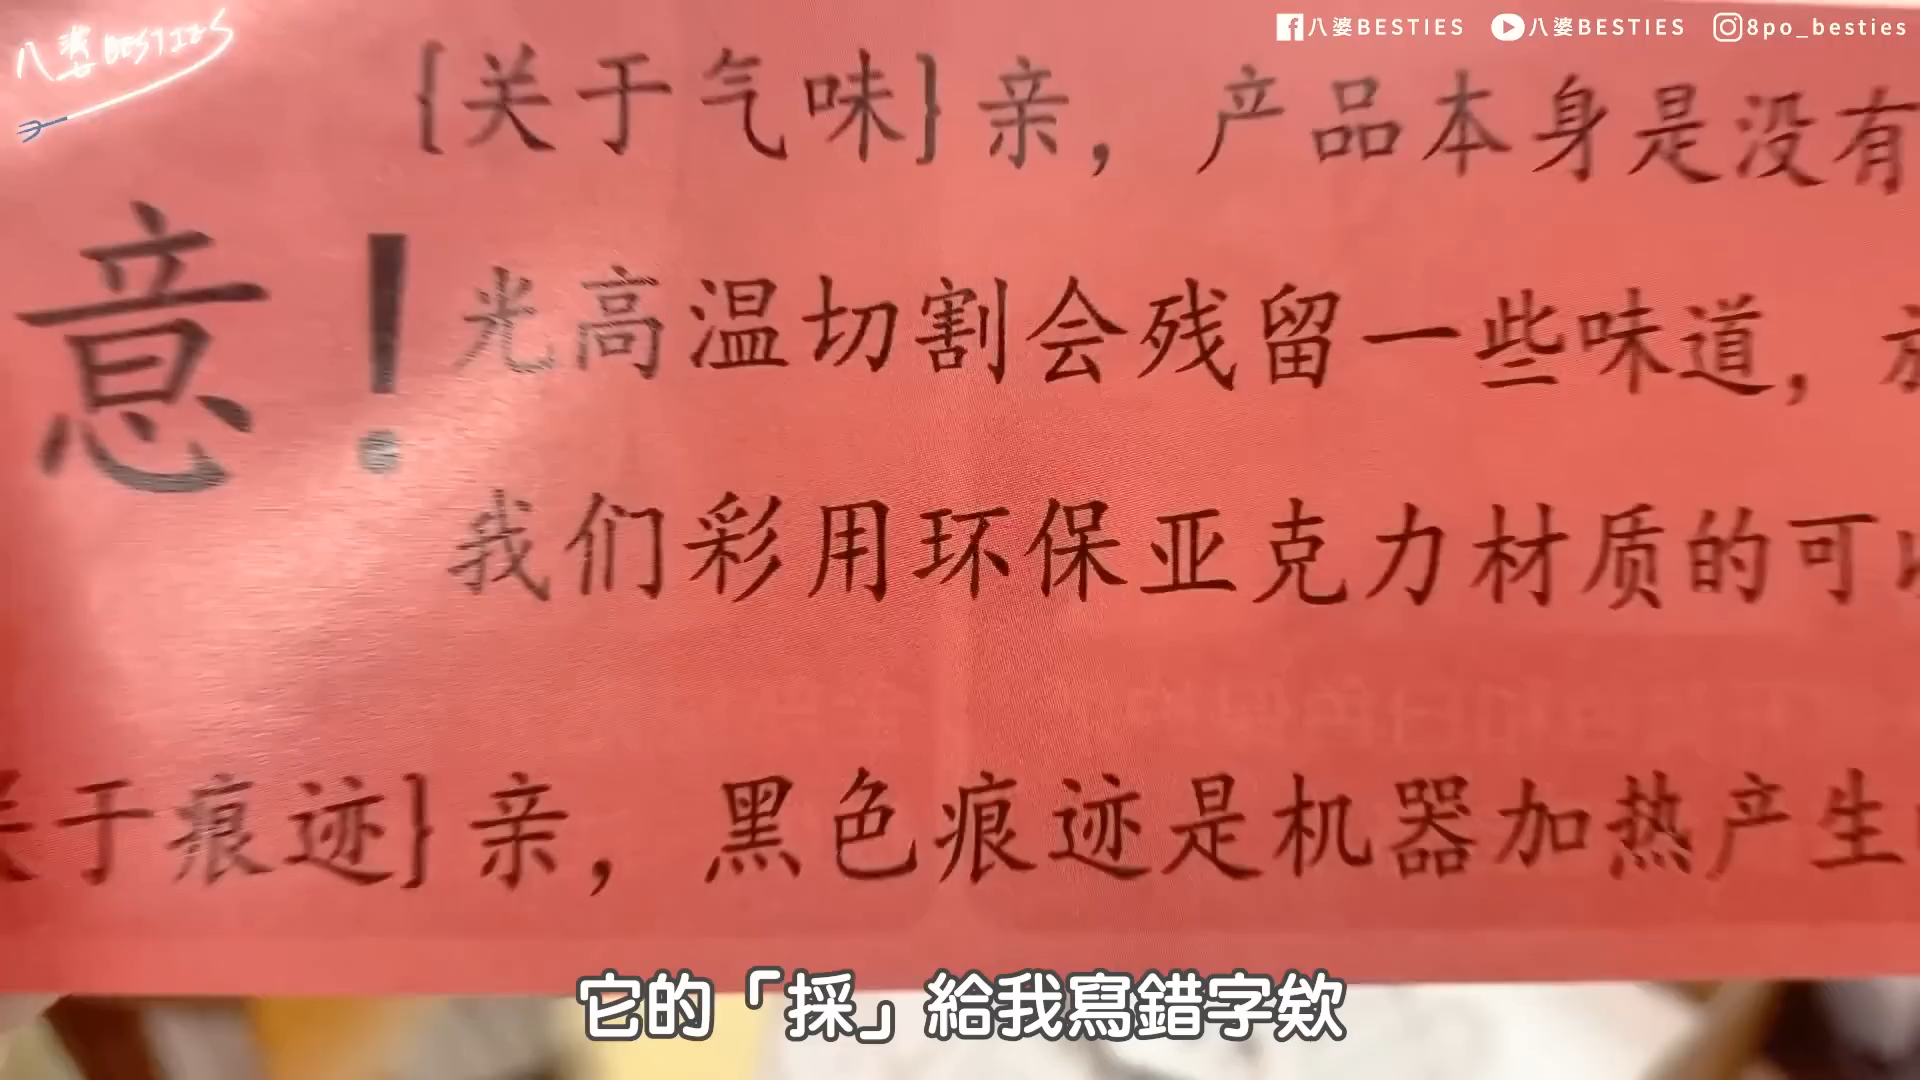 八婆BESTIES
八婆BESTIES 八婆BESTIES 8po_besties
{关于气味}亲，产品本身是没有
意！
光高温切割会残留一些味道，
我们彩用环保亚克力材质的可
关于痕迹}亲，黑色痕迹是机器加热产生
它的「採」給我寫錯字欸